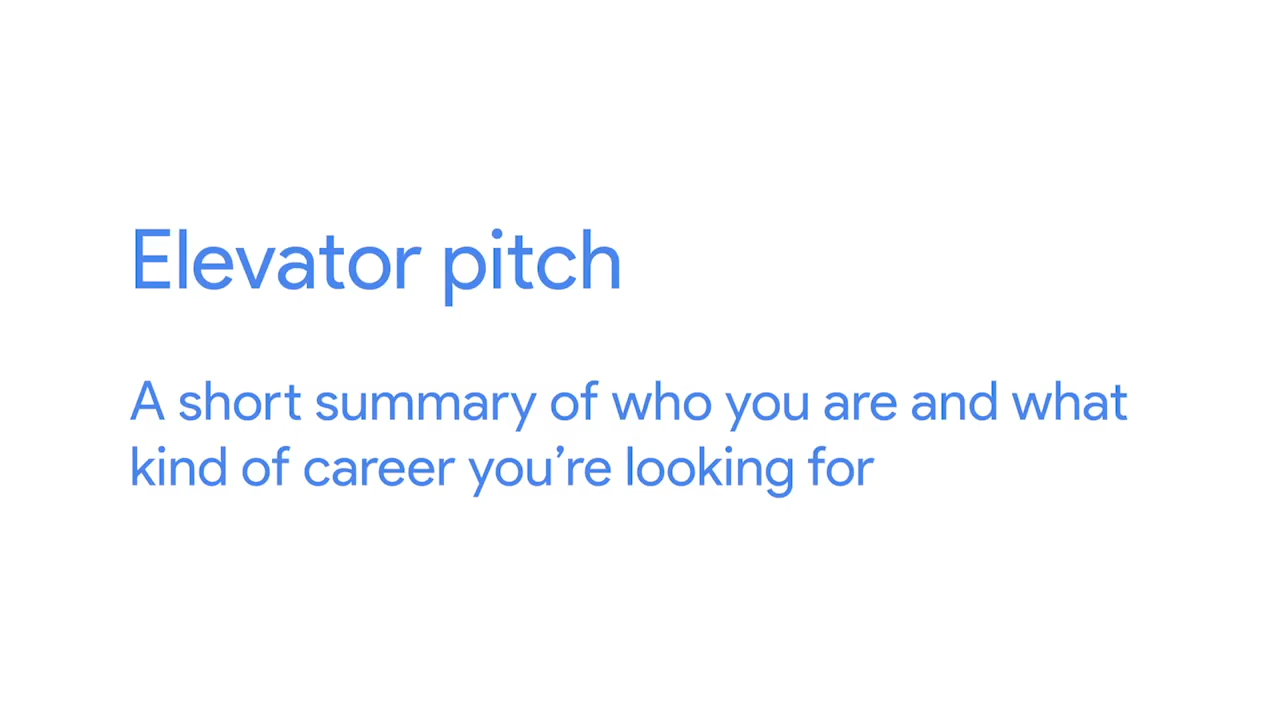 Elevator pitch
A short summary of who you are and what
kind of career you’re looking for